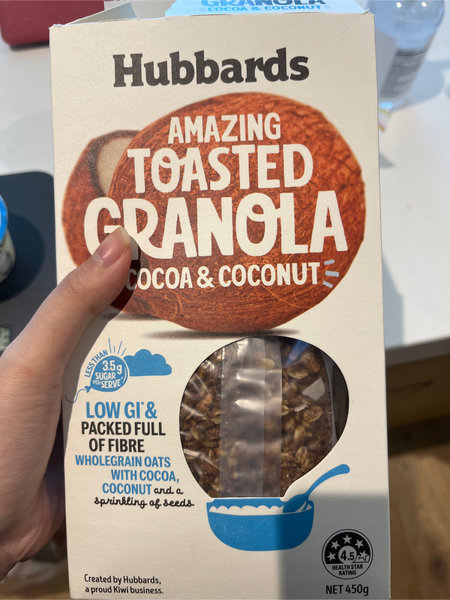 GRANOLA
COCOA & COCONUT
Hubbards
AMAZING
TOASTED
GRANOLA
COCOA & COCONUT
LESS THAN
3.5g
SUGAR
PER SERVE
LOW GI* &
PACKED FULL
OF FIBRE
WHOLEGRAIN OATS
WITH COCOA,
COCONUT and a
sprinkling of seeds
4.5
HEALTH STAR
RATING
Created by Hubbards,
a proud Kiwi business.
NET 450g